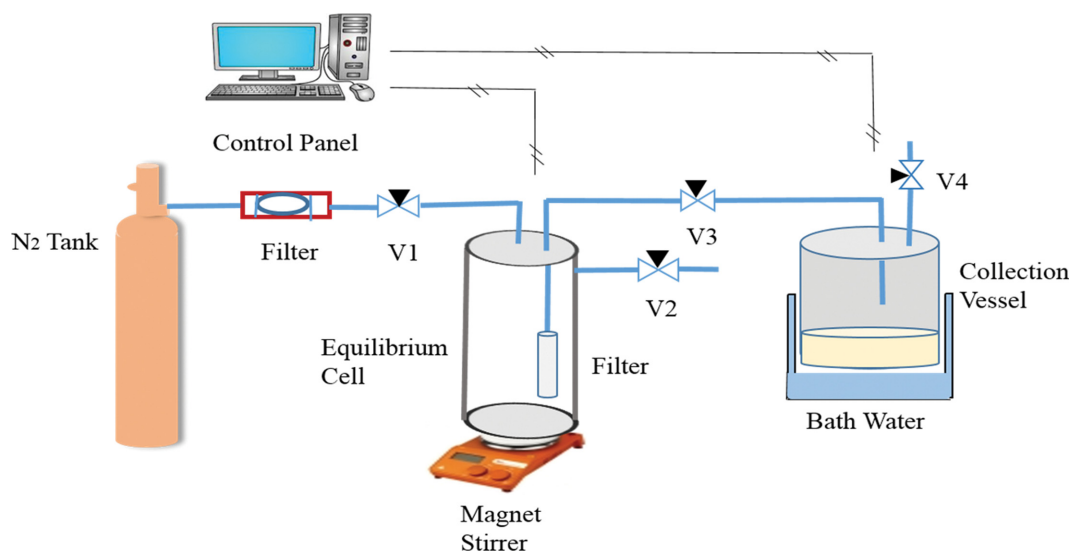 Control Panel
V4
N2 Tank
Filter
V1
V3
Collection
Vessel
V2
Equilibrium
Cell
Filter
Bath Water
Magnet
Stirrer